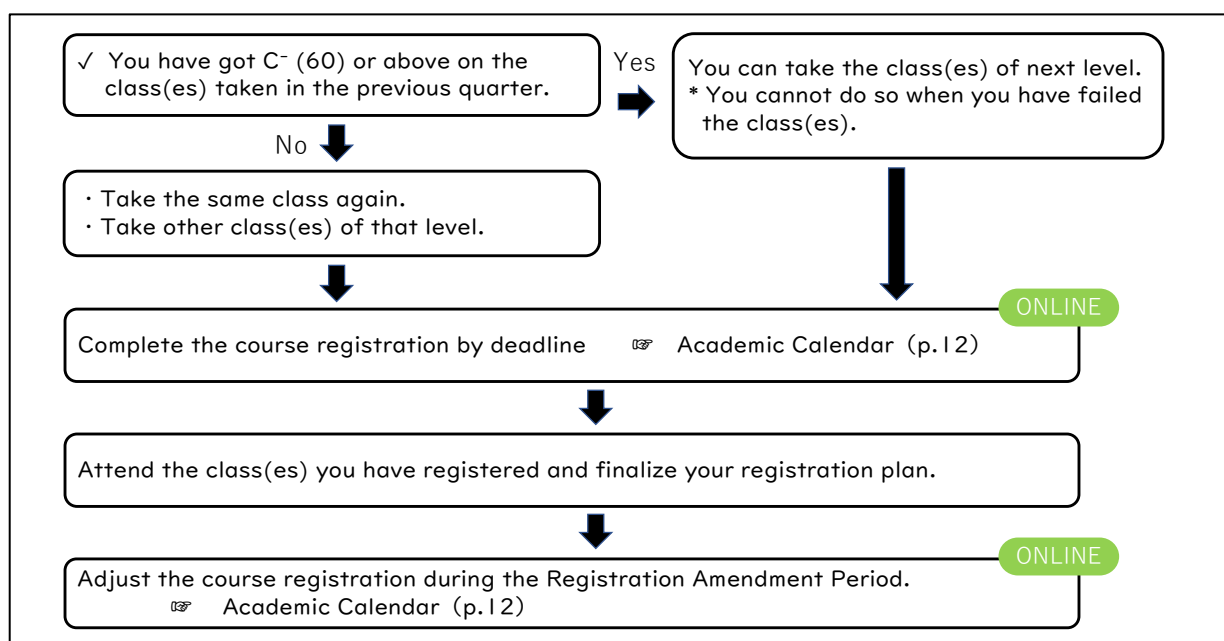 ✓ You have got C⁻ (60) or above on the
class(es) taken in the previous quarter.
Yes
You can take the class(es) of next level.
* You cannot do so when you have failed
the class(es).
No
・Take the same class again.
・Take other class(es) of that level.
ONLINE
Complete the course registration by deadline ☞ Academic Calendar (p.12)
Attend the class(es) you have registered and finalize your registration plan.
ONLINE
Adjust the course registration during the Registration Amendment Period.
☞ Academic Calendar (p.12)